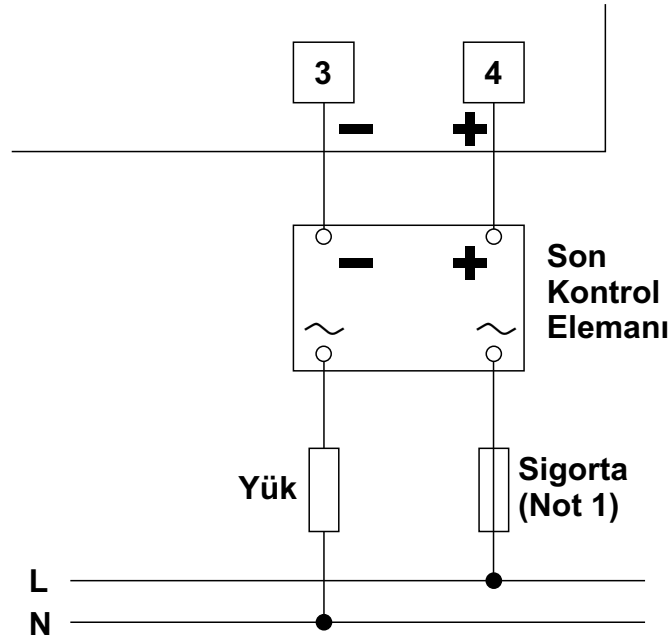 3
4
− +
− +
Son
Kontrol
Elemanı
~ ~
Yük
Sigorta
(Not 1)
L
N